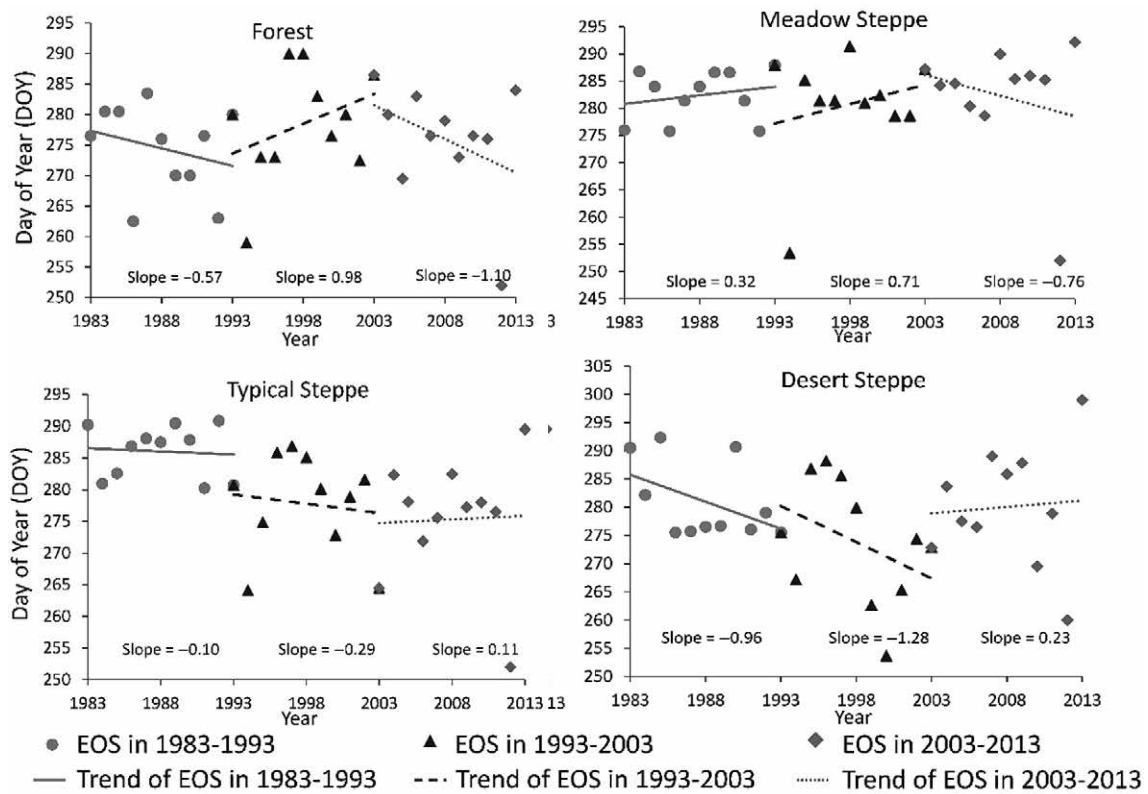 Forest
Day of Year (DOY)
295
290
285
280
275
270
265
260
255
250
Slope = −0.57 Slope = 0.98 Slope = −1.10
1983 1988 1993 1998 2003 2008 2013 3
Year
Meadow Steppe
295
290
285
280
275
270
265
260
255
250
245
Slope = 0.32 Slope = 0.71 Slope = −0.76
1983 1988 1993 1998 2003 2008 2013
Year
Typical Steppe
Day of Year (DOY)
295
290
285
280
275
270
265
260
255
250
Slope = −0.10 Slope = −0.29 Slope = 0.11
1983 1988 1993 1998 2003 2008 2013 13
Year
Desert Steppe
305
300
295
290
285
280
275
270
265
260
255
250
Slope = −0.96 Slope = −1.28 Slope = 0.23
1983 1988 1993 1998 2003 2008 2013
Year
EOS in 1983-1993 EOS in 1993-2003 EOS in 2003-2013
Trend of EOS in 1983-1993 Trend of EOS in 1993-2003 Trend of EOS in 2003-2013